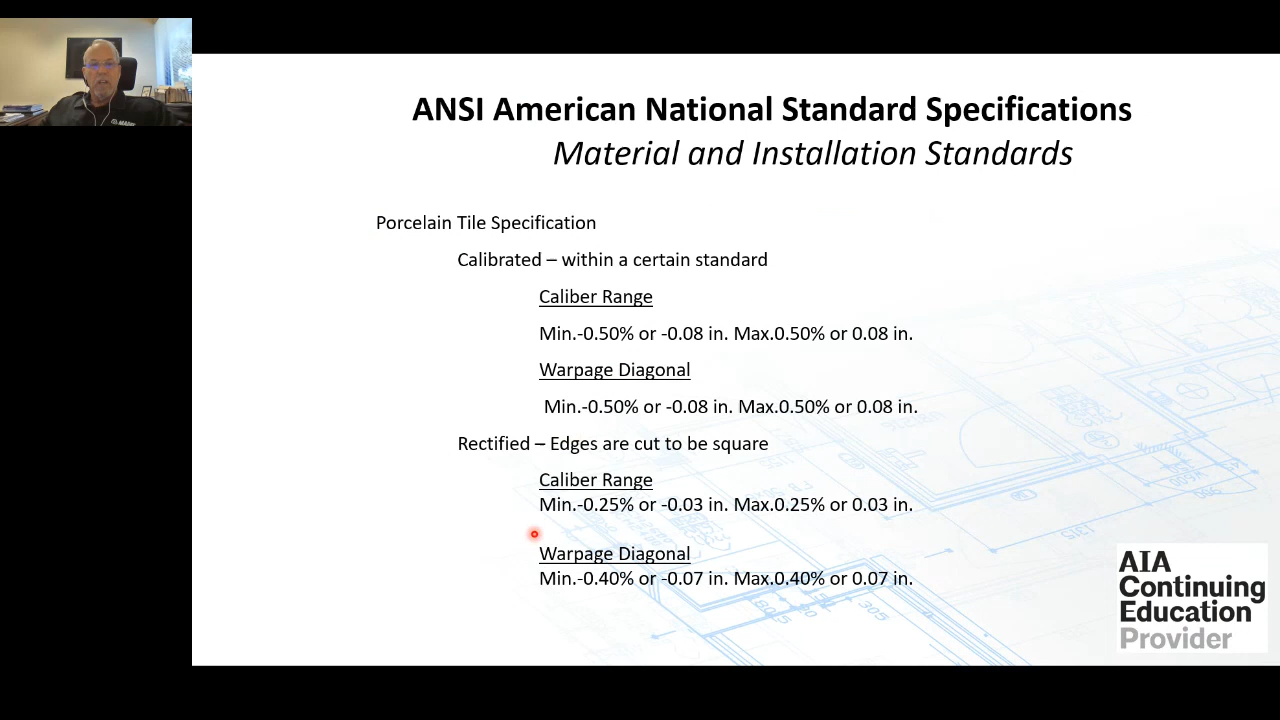 ANSI American National Standard Specifications
Material and Installation Standards
Porcelain Tile Specification
Calibrated – within a certain standard
Caliber Range
Min.-0.50% or -0.08 in. Max.0.50% or 0.08 in.
Warpage Diagonal
Min.-0.50% or -0.08 in. Max.0.50% or 0.08 in.
Rectified – Edges are cut to be square
Caliber Range
Min.-0.25% or -0.03 in. Max.0.25% or 0.03 in.
Warpage Diagonal
Min.-0.40% or -0.07 in. Max.0.40% or 0.07 in.
AIA
Continuing
Education
Provider
1315
305